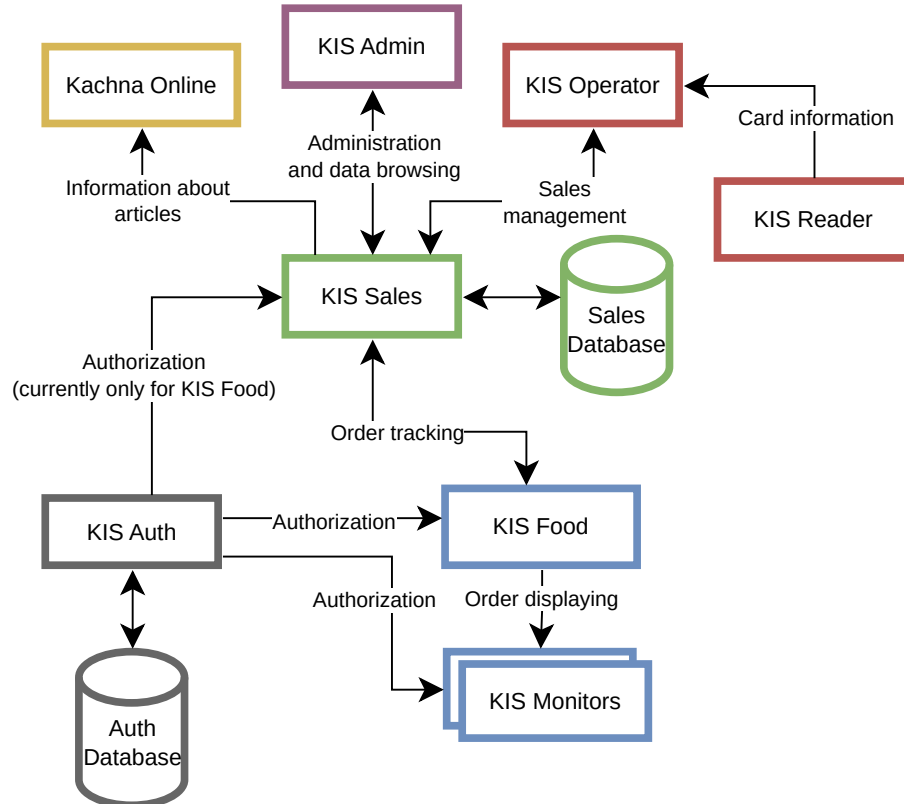 KIS Admin
Kachna Online
KIS Operator
Card information
Administration
and data browsing
Information about
articles
Sales
management
KIS Reader
KIS Sales
Sales
Database
Authorization
(currently only for KIS Food)
Order tracking
KIS Auth
Authorization
KIS Food
Authorization
Order displaying
KIS Monitors
Auth
Database